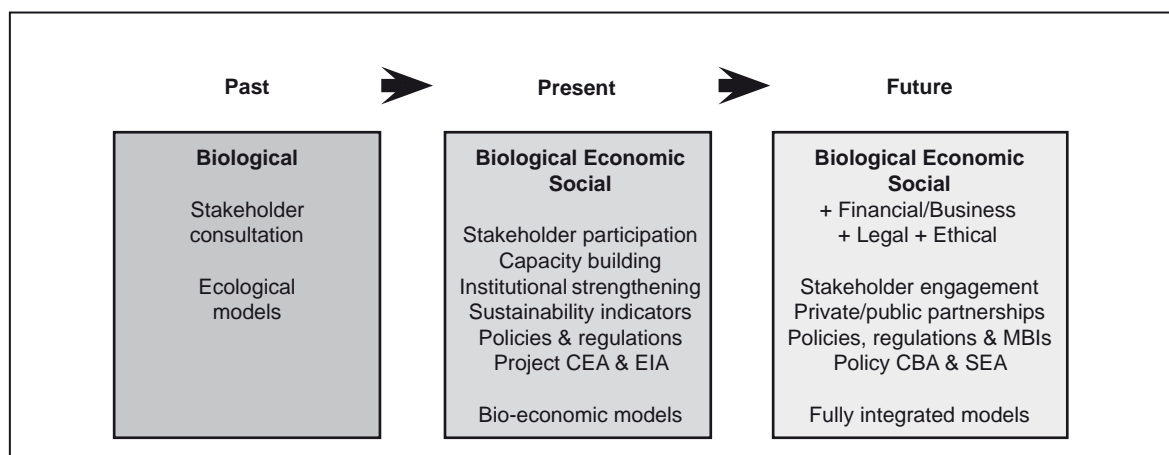 Past
Present
Future
Biological
Stakeholder
consultation
Ecological
models
Biological Economic
Social
Stakeholder participation
Capacity building
Institutional strengthening
Sustainability indicators
Policies & regulations
Project CEA & EIA
Bio-economic models
Biological Economic
Social
+ Financial/Business
+ Legal + Ethical
Stakeholder engagement
Private/public partnerships
Policies, regulations & MBIs
Policy CBA & SEA
Fully integrated models